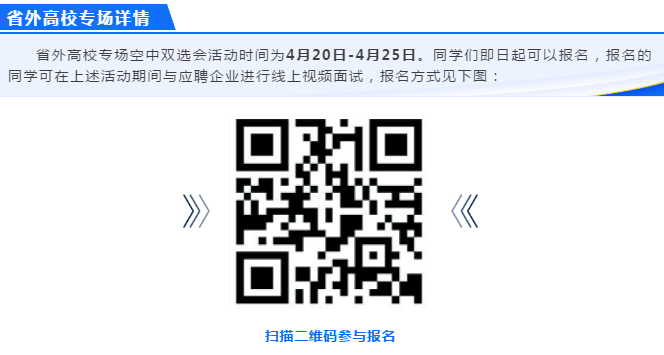 省外高校专场详情
省外高校专场空中双选会活动时间为4月20日-4月25日。同学们即日起可以报名，报名的
同学可在上述活动期间与应聘企业进行线上视频面试，报名方式见下图：
扫描二维码参与报名